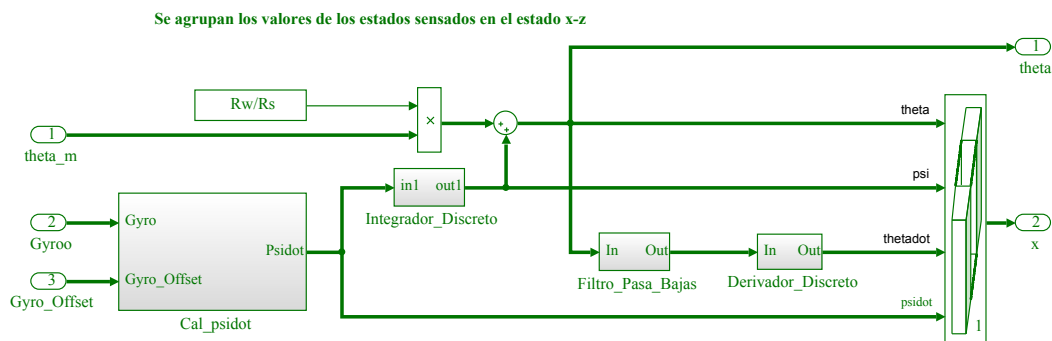 Se agrupan los valores de los estados sensados en el estado x-z
1
theta
Rw/Rs
×
+
+
theta
1
theta_m
psi
in1 out1
Integrador_Discreto
2
Gyroo
Gyro
Psidot
Gyro_Offset
3
Gyro_Offset
Cal_psidot
thetadot
In Out
Filtro_Pasa_Bajas
In Out
Derivador_Discreto
psidot
1
2
x